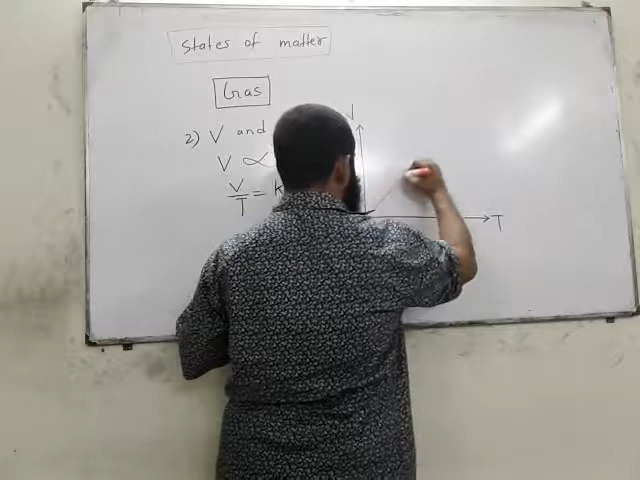 States of matter
Gas
2) V and
V ∝
V/T = K
T